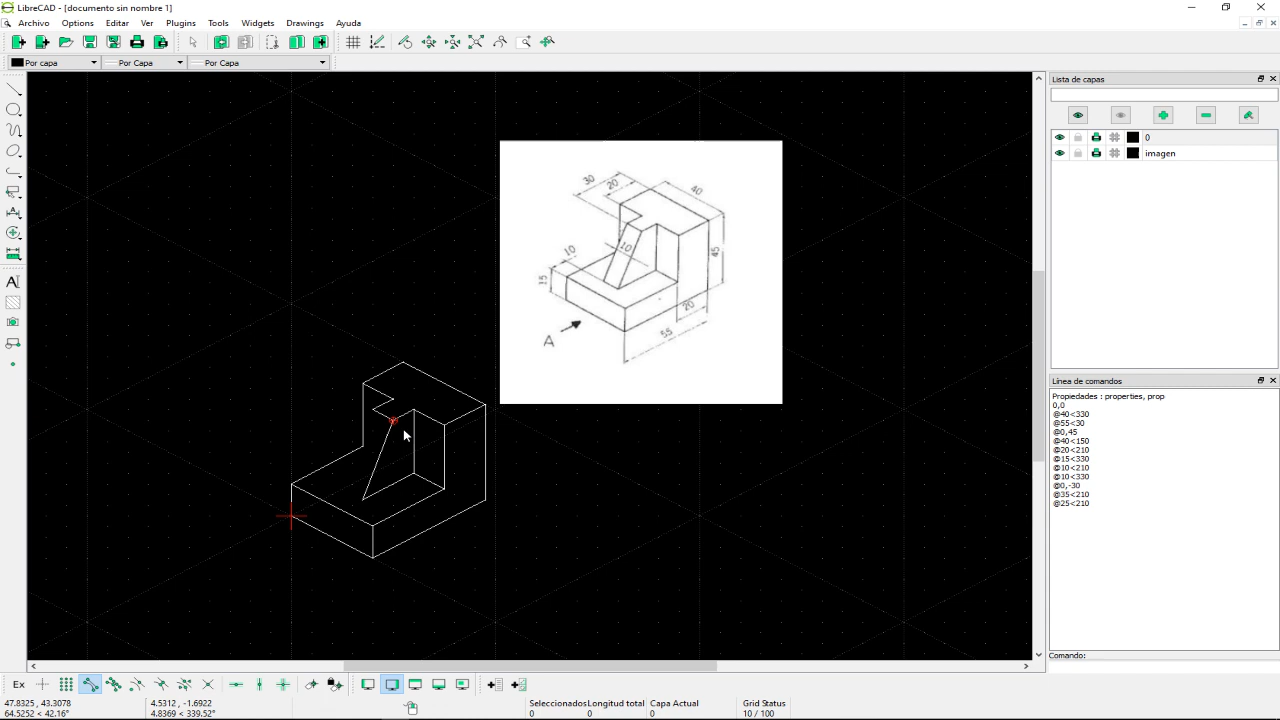 LibreCAD - [documento sin nombre 1]
Archivo Options Editar Ver Plugins Tools Widgets Drawings Ayuda
Por capa Por Capa Por Capa
Lista de capas
0
imagen
30
20
40
10
10
45
15
20
55
A
Línea de comandos
Propiedades : properties, prop
0,0
@40<330
@55<30
@0,45
@40<150
@20<210
@15<330
@10<210
@10<330
@0,-30
@35<210
@25<210
Comando:
Ex
47.8325 , 43.3078
64.5252 < 42.16°
4.5312 , -1.6922
4.8369 < 339.52°
Seleccionados Longitud total
0 0
Capa Actual
0
Grid Status
10 / 100